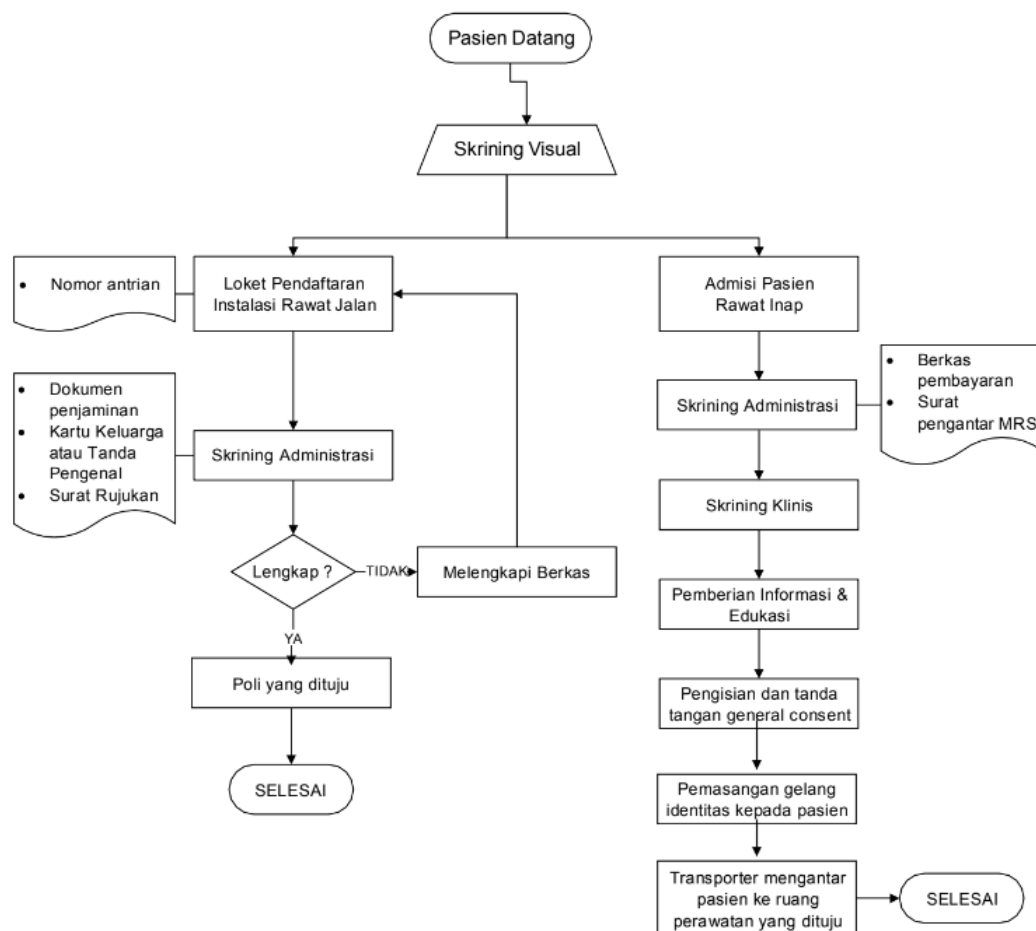 Pasien Datang
Skrining Visual
• Nomor antrian
Loket Pendaftaran
Instalasi Rawat Jalan
• Dokumen
penjaminan
• Kartu Keluarga
atau Tanda
Pengenal
• Surat Rujukan
Skrining Administrasi
Lengkap ?
TIDAK
Melengkapi Berkas
YA
Poli yang dituju
SELESAI
Admisi Pasien
Rawat Inap
Skrining Administrasi
• Berkas
pembayaran
• Surat
pengantar MRS
Skrining Klinis
Pemberian Informasi &
Edukasi
Pengisian dan tanda
tangan general consent
Pemasangan gelang
identitas kepada pasien
Transporter mengantar
pasien ke ruang
perawatan yang dituju
SELESAI